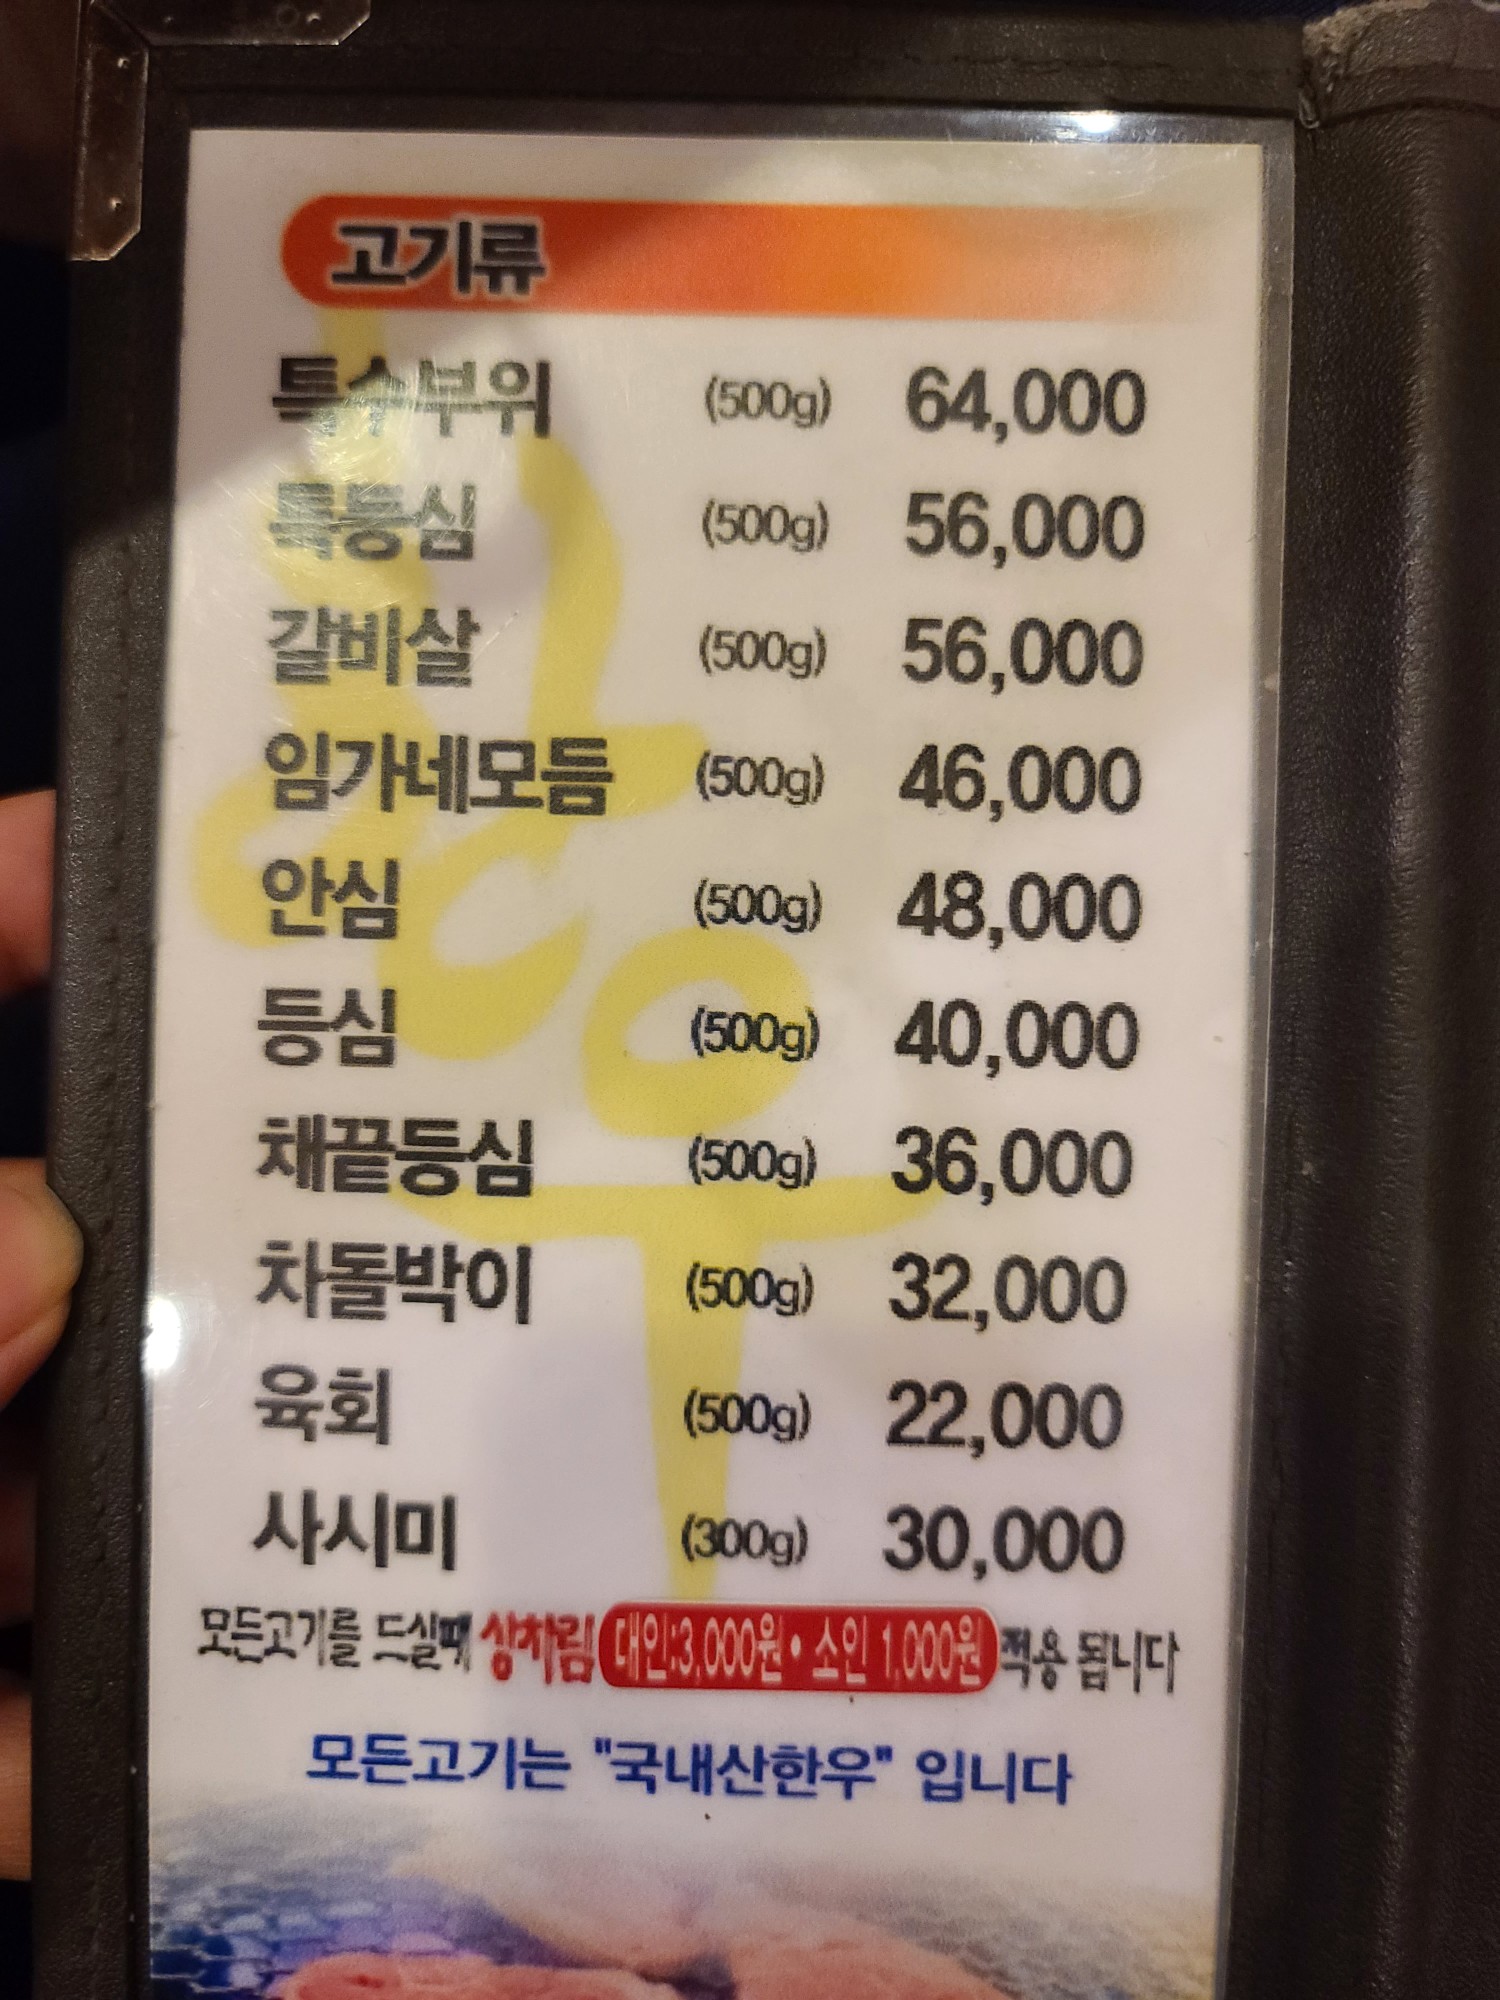 고기류
특수부위 (500g) 64,000
특등심 (500g) 56,000
갈비살 (500g) 56,000
임가네모듬 (500g) 46,000
안심 (500g) 48,000
등심 (500g) 40,000
채끝등심 (500g) 36,000
차돌박이 (500g) 32,000
육회 (500g) 22,000
사시미 (300g) 30,000
모든고기를 드실때 상차림 대인:3,000원 • 소인 1,000원 적용 됩니다
모든고기는 "국내산한우" 입니다
한우